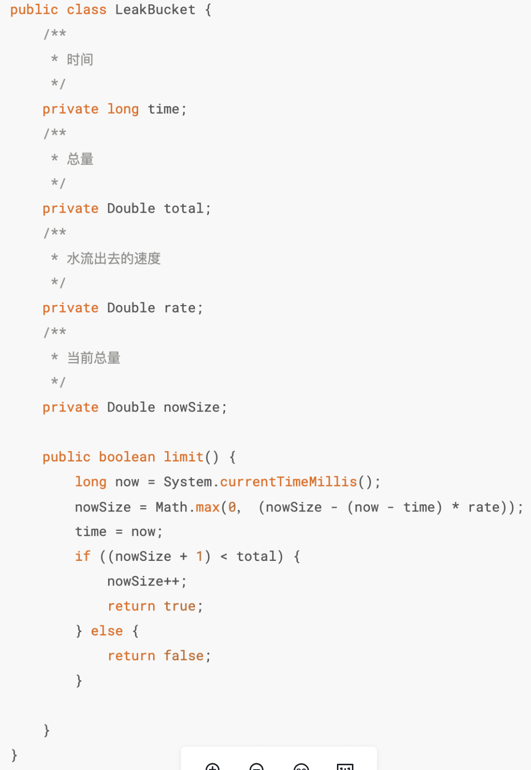 public class LeakBucket {
    /**
     * 时间
     */
    private long time;
    /**
     * 总量
     */
    private Double total;
    /**
     * 水流出去的速度
     */
    private Double rate;
    /**
     * 当前总量
     */
    private Double nowSize;

    public boolean limit() {
        long now = System.currentTimeMillis();
        nowSize = Math.max(0, (nowSize - (now - time) * rate));
        time = now;
        if ((nowSize + 1) < total) {
            nowSize++;
            return true;
        } else {
            return false;
        }

    }
}